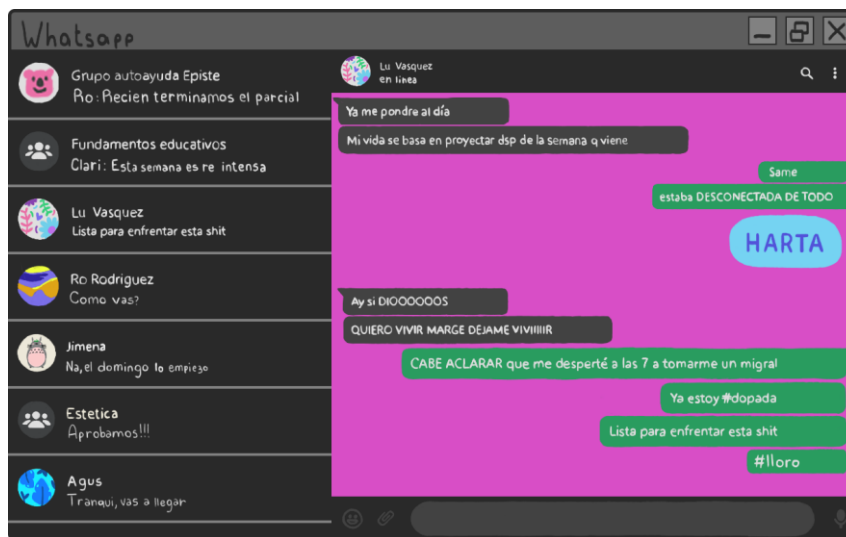 Whatsapp
Grupo autoayuda Episte
Ro: Recien terminamos el parcial
Fundamentos educativos
Clari: Esta semana es re intensa
Lu Vasquez
Lista para enfrentar esta shit
Ro Rodriguez
Como vas?
Jimena
Na, el domingo lo empiezo
Estetica
Aprobamos!!!
Agus
Tranqui, vas a llegar
Lu Vasquez
en linea
Ya me pondre al día
Mi vida se basa en proyectar dsp de la semana q viene
Same
estaba DESCONECTADA DE TODO
HARTA
Ay si DIOOOOOOS
QUIERO VIVIR MARGE DEJAME VIVIIIIIR
CABE ACLARAR que me desperté a las 7 a tomarme un migral
Ya estoy #dopada
Lista para enfrentar esta shit
#lloro